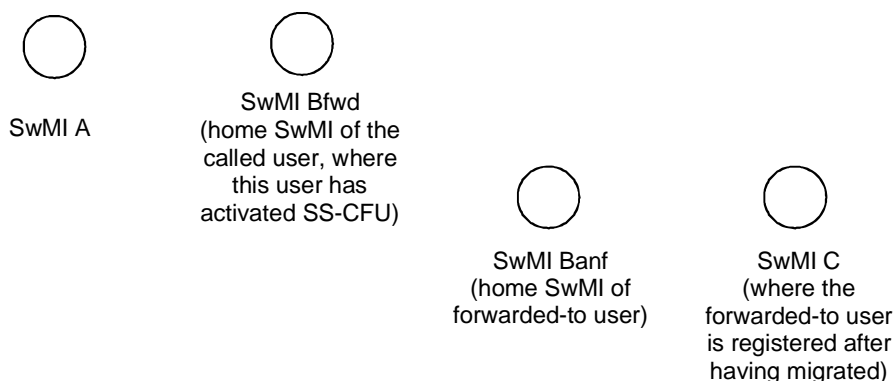 SwMI A
SwMI Bfwd
(home SwMI of the
called user, where
this user has
activated SS-CFU)
SwMI Banf
(home SwMI of
forwarded-to user)
SwMI C
(where the
forwarded-to user
is registered after
having migrated)